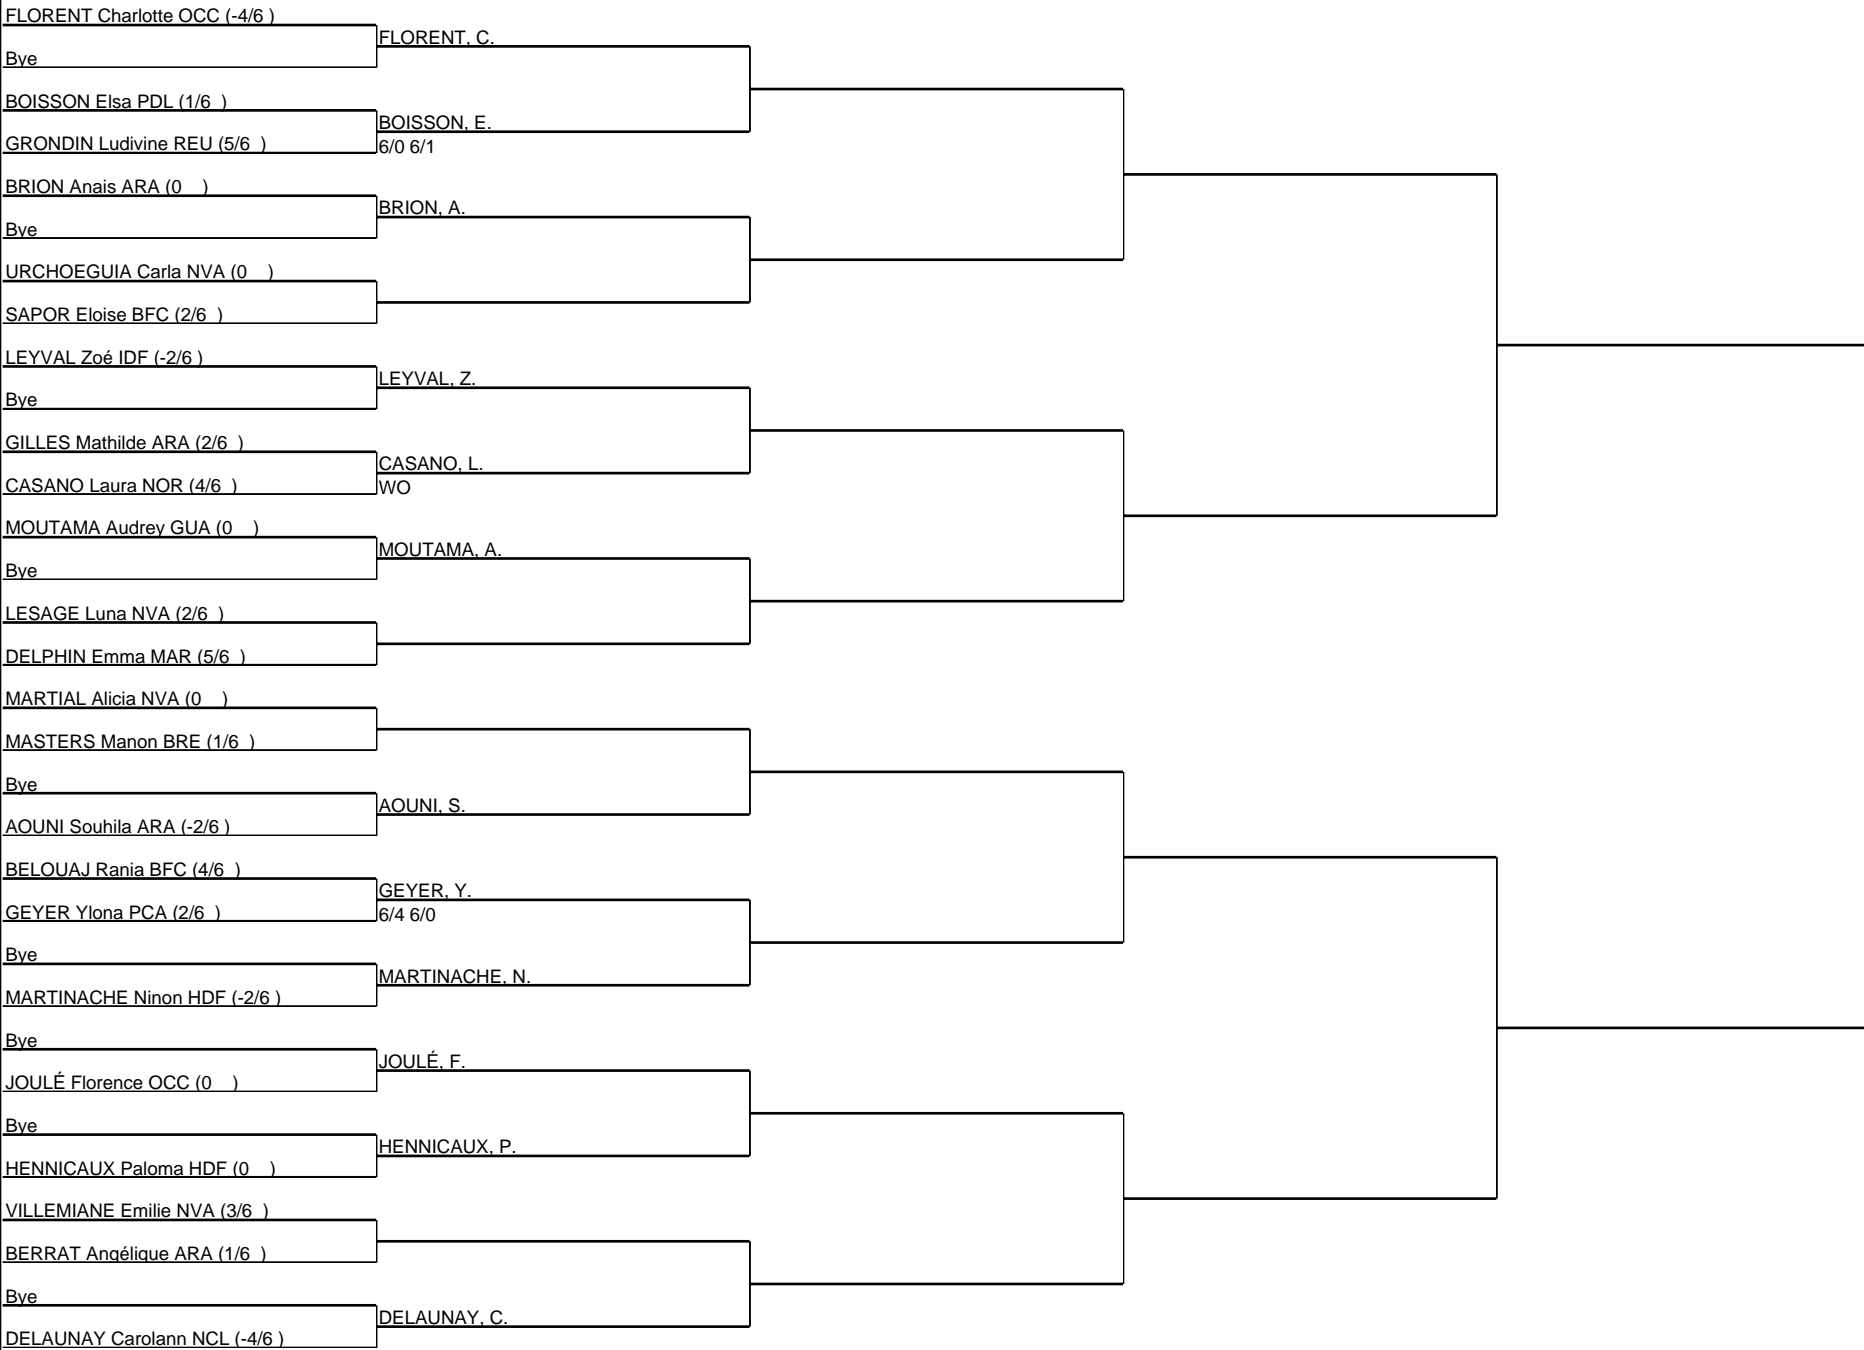 FLORENT Charlotte OCC (-4/6 )
FLORENT, C.
Bye
BOISSON Elsa PDL (1/6  )
BOISSON, E.
GRONDIN Ludivine REU (5/6  )
6/0 6/1
BRION Anais ARA (0    )
BRION, A.
Bye
URCHOEGUIA Carla NVA (0    )
SAPOR Eloise BFC (2/6  )
LEYVAL Zoé IDF (-2/6 )
LEYVAL, Z.
Bye
GILLES Mathilde ARA (2/6  )
CASANO, L.
CASANO Laura NOR (4/6  )
WO
MOUTAMA Audrey GUA (0    )
MOUTAMA, A.
Bye
LESAGE Luna NVA (2/6  )
DELPHIN Emma MAR (5/6  )
MARTIAL Alicia NVA (0    )
MASTERS Manon BRE (1/6  )
Bye
AOUNI, S.
AOUNI Souhila ARA (-2/6 )
BELOUAJ Rania BFC (4/6  )
GEYER, Y.
GEYER Ylona PCA (2/6  )
6/4 6/0
Bye
MARTINACHE, N.
MARTINACHE Ninon HDF (-2/6 )
Bye
JOULÉ, F.
JOULÉ Florence OCC (0    )
Bye
HENNICAUX, P.
HENNICAUX Paloma HDF (0    )
VILLEMIANE Emilie NVA (3/6  )
BERRAT Angélique ARA (1/6  )
Bye
DELAUNAY, C.
DELAUNAY Carolann NCL (-4/6 )